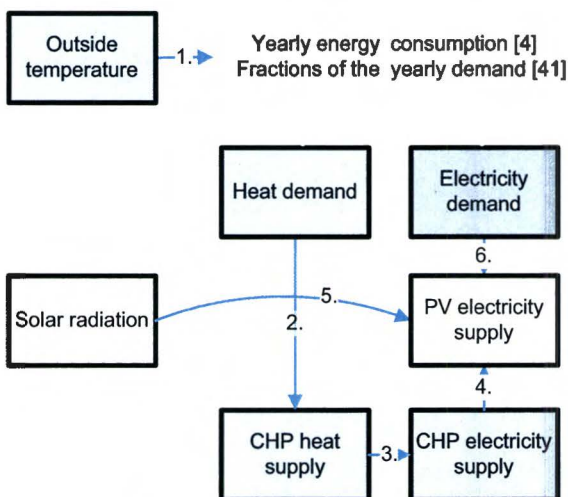 Outside
temperature
1.
Yearly energy consumption [4]
Fractions of the yearly demand [41]
Heat demand
Electricity
demand
6.
Solar radiation
5.
2.
PV electricity
supply
4.
CHP heat
supply
3.
CHP electricity
supply